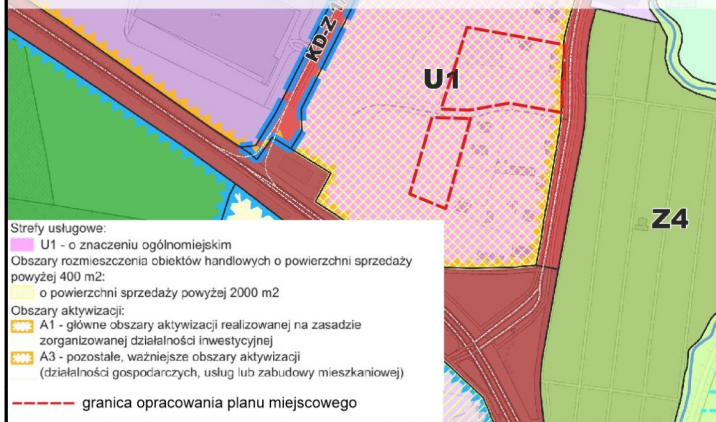 KD-Z 1
U1
Z4
Strefy usługowe:
U1 - o znaczeniu ogólnomiejskim
Obszary rozmieszczenia obiektów handlowych o powierzchni sprzedaży
powyżej 400 m2:
o powierzchni sprzedaży powyżej 2000 m2
Obszary aktywizacji:
A1 - główne obszary aktywizacji realizowanej na zasadzie
zorganizowanej działalności inwestycyjnej
A3 - pozostałe, ważniejsze obszary aktywizacji
(działalności gospodarczych, usług lub zabudowy mieszkaniowej)
granica opracowania planu miejscowego